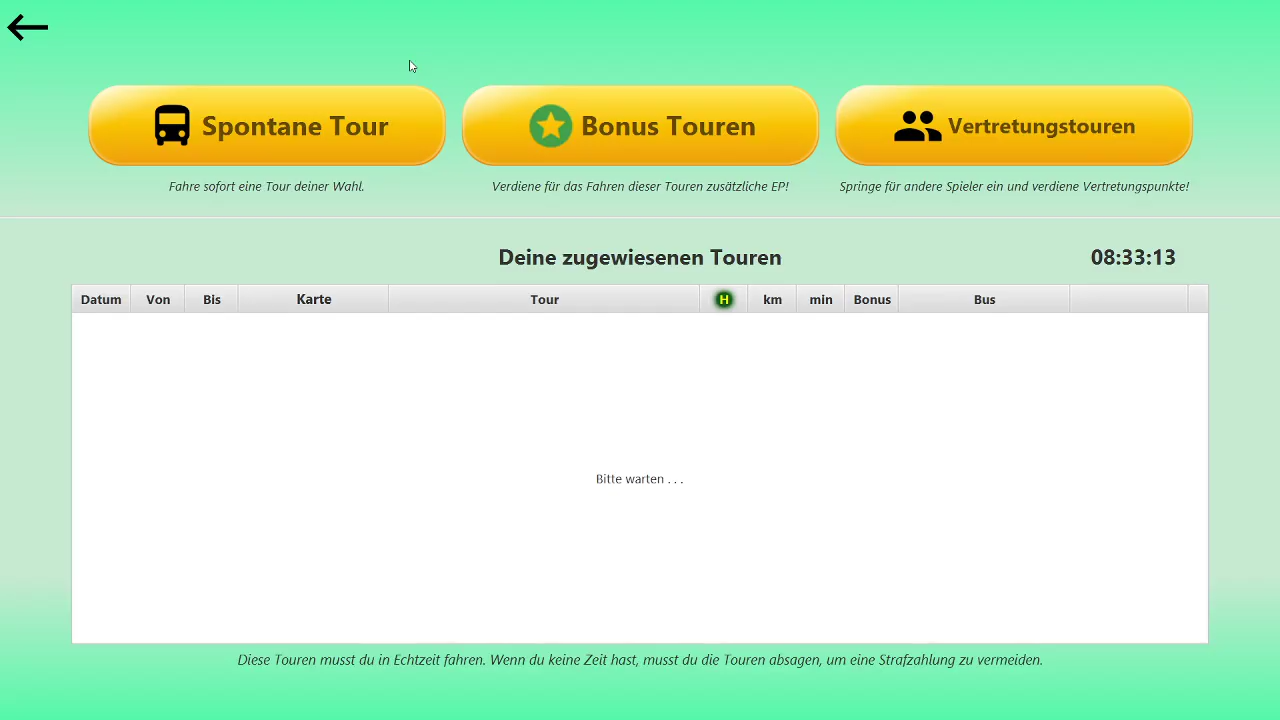 Spontane Tour
Bonus Touren
Vertretungstouren
Fahre sofort eine Tour deiner Wahl.
Verdiene für das Fahren dieser Touren zusätzliche EP!
Springe für andere Spieler ein und verdiene Vertretungspunkte!
Deine zugewiesenen Touren
08:33:13
Datum Von Bis Karte Tour H km min Bonus Bus
Bitte warten . . .
Diese Touren musst du in Echtzeit fahren. Wenn du keine Zeit hast, musst du die Touren absagen, um eine Strafzahlung zu vermeiden.